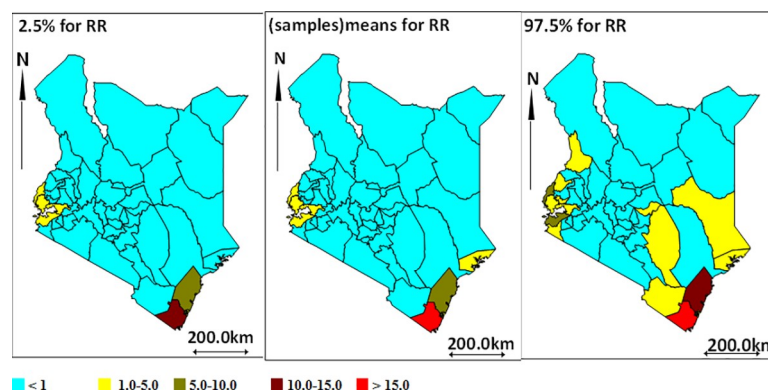 2.5% for RR
(samples)means for RR
97.5% for RR
N
N
N
200.0km
200.0km
200.0km
< 1
1.0-5.0
5.0-10.0
10.0-15.0
> 15.0